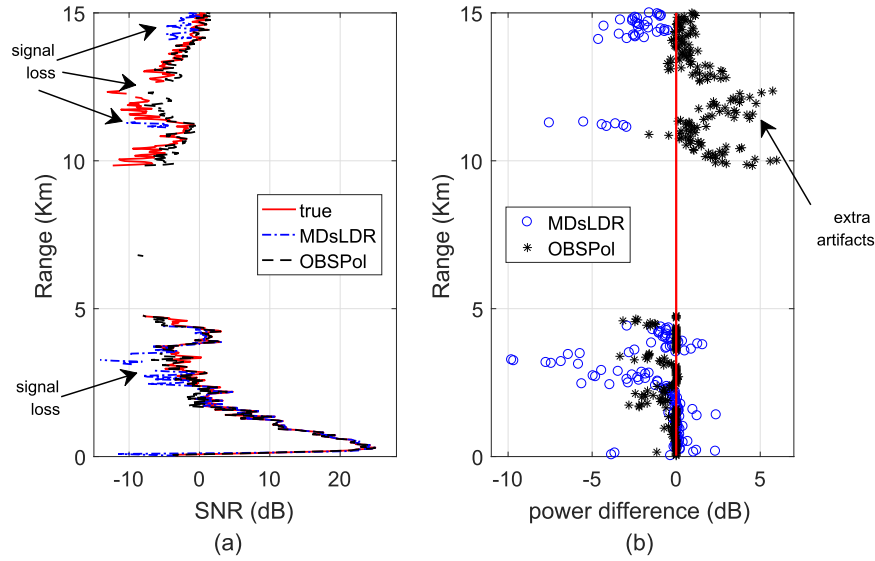 signal
loss
signal
loss
15
10
5
0
Range (Km)
-10
0
10
20
SNR (dB)
(a)
true
MDsLDR
OBSPol
15
10
5
0
Range (Km)
-10
-5
0
5
power difference (dB)
(b)
MDsLDR
OBSPol
extra
artifacts